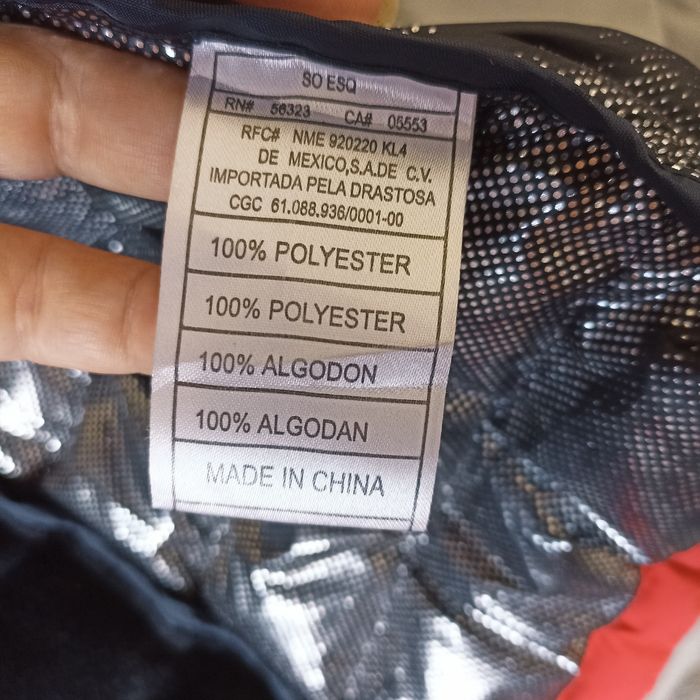 SO ESQ
RN# 56323 CA# 05553
RFC# NME 920220 KL4
DE MEXICO,S.A.DE C.V.
IMPORTADA PELA DRASTOSA
CGC 61.088.936/0001-00
100% POLYESTER
100% POLYESTER
100% ALGODON
100% ALGODAN
MADE IN CHINA